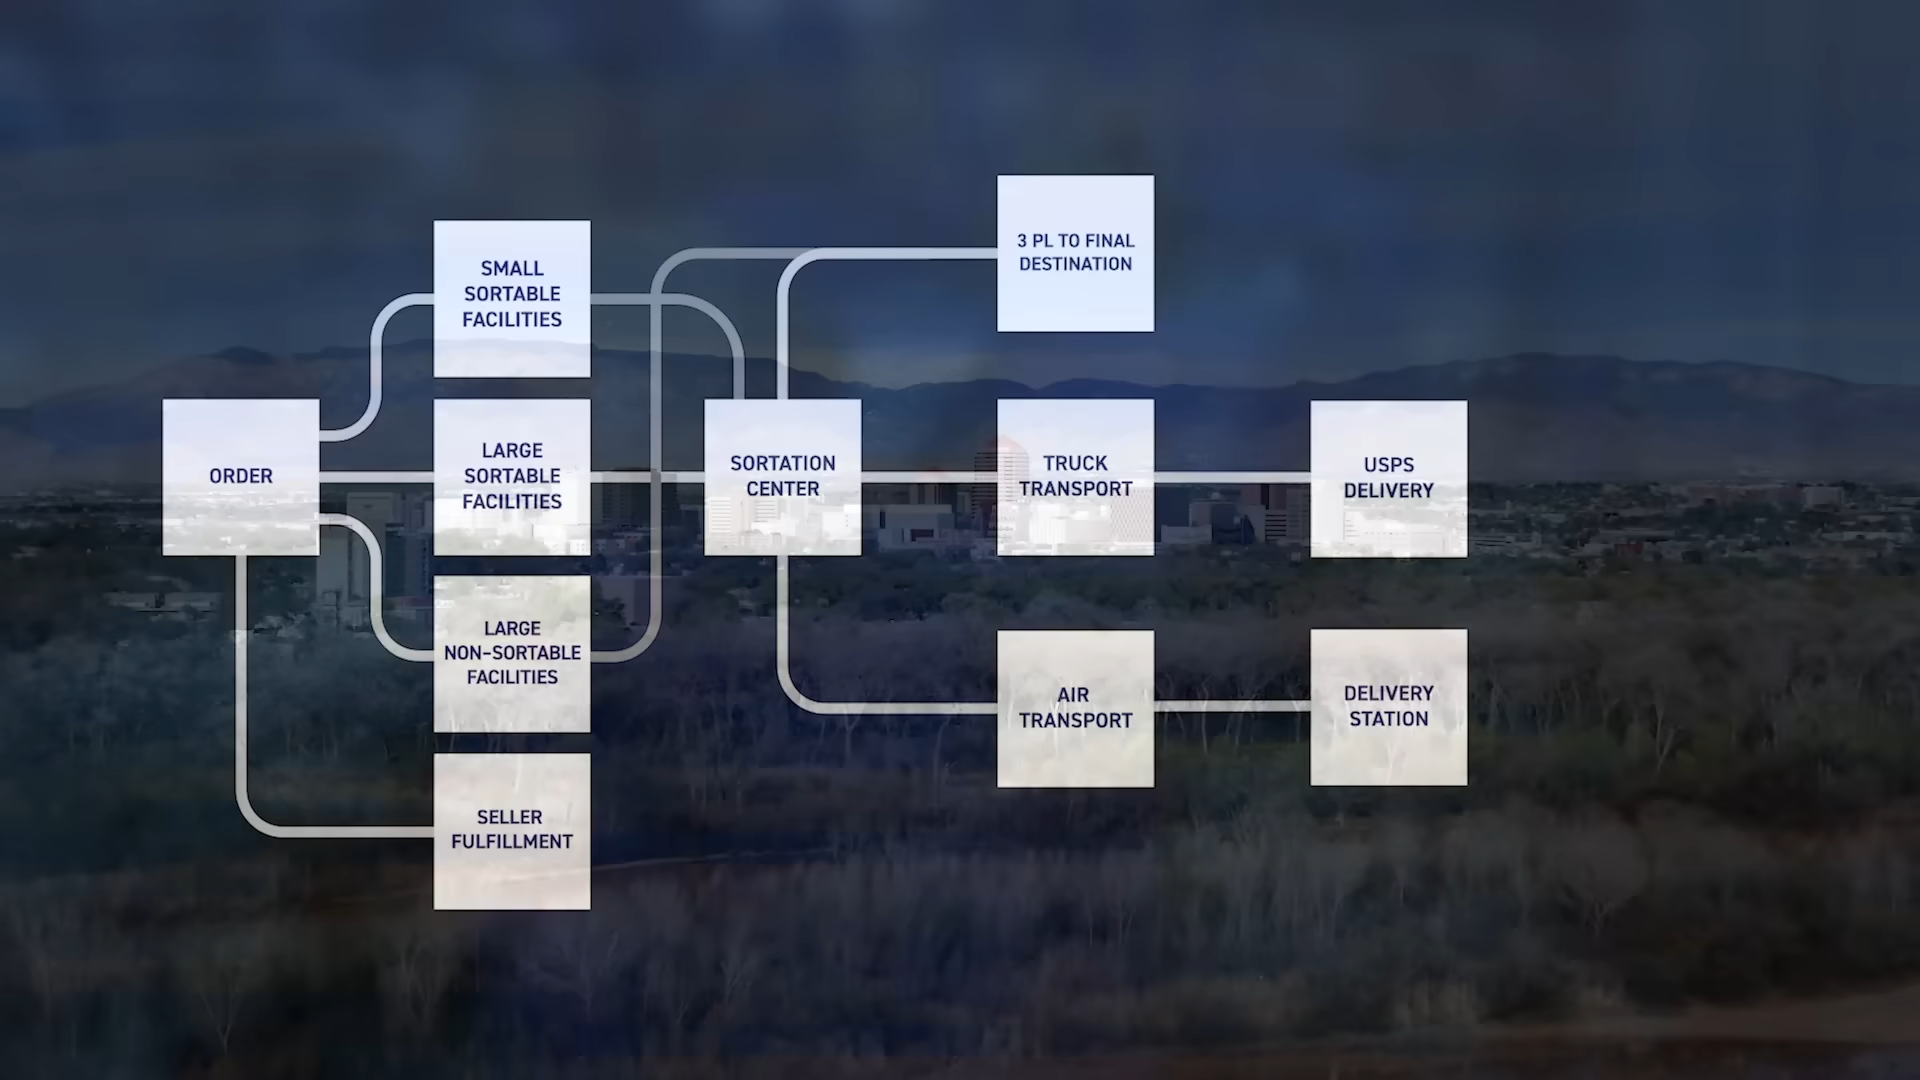 ORDER
SMALL
SORTABLE
FACILITIES
LARGE
SORTABLE
FACILITIES
LARGE
NON-SORTABLE
FACILITIES
SELLER
FULFILLMENT
SORTATION
CENTER
3 PL TO FINAL
DESTINATION
TRUCK
TRANSPORT
AIR
TRANSPORT
USPS
DELIVERY
DELIVERY
STATION